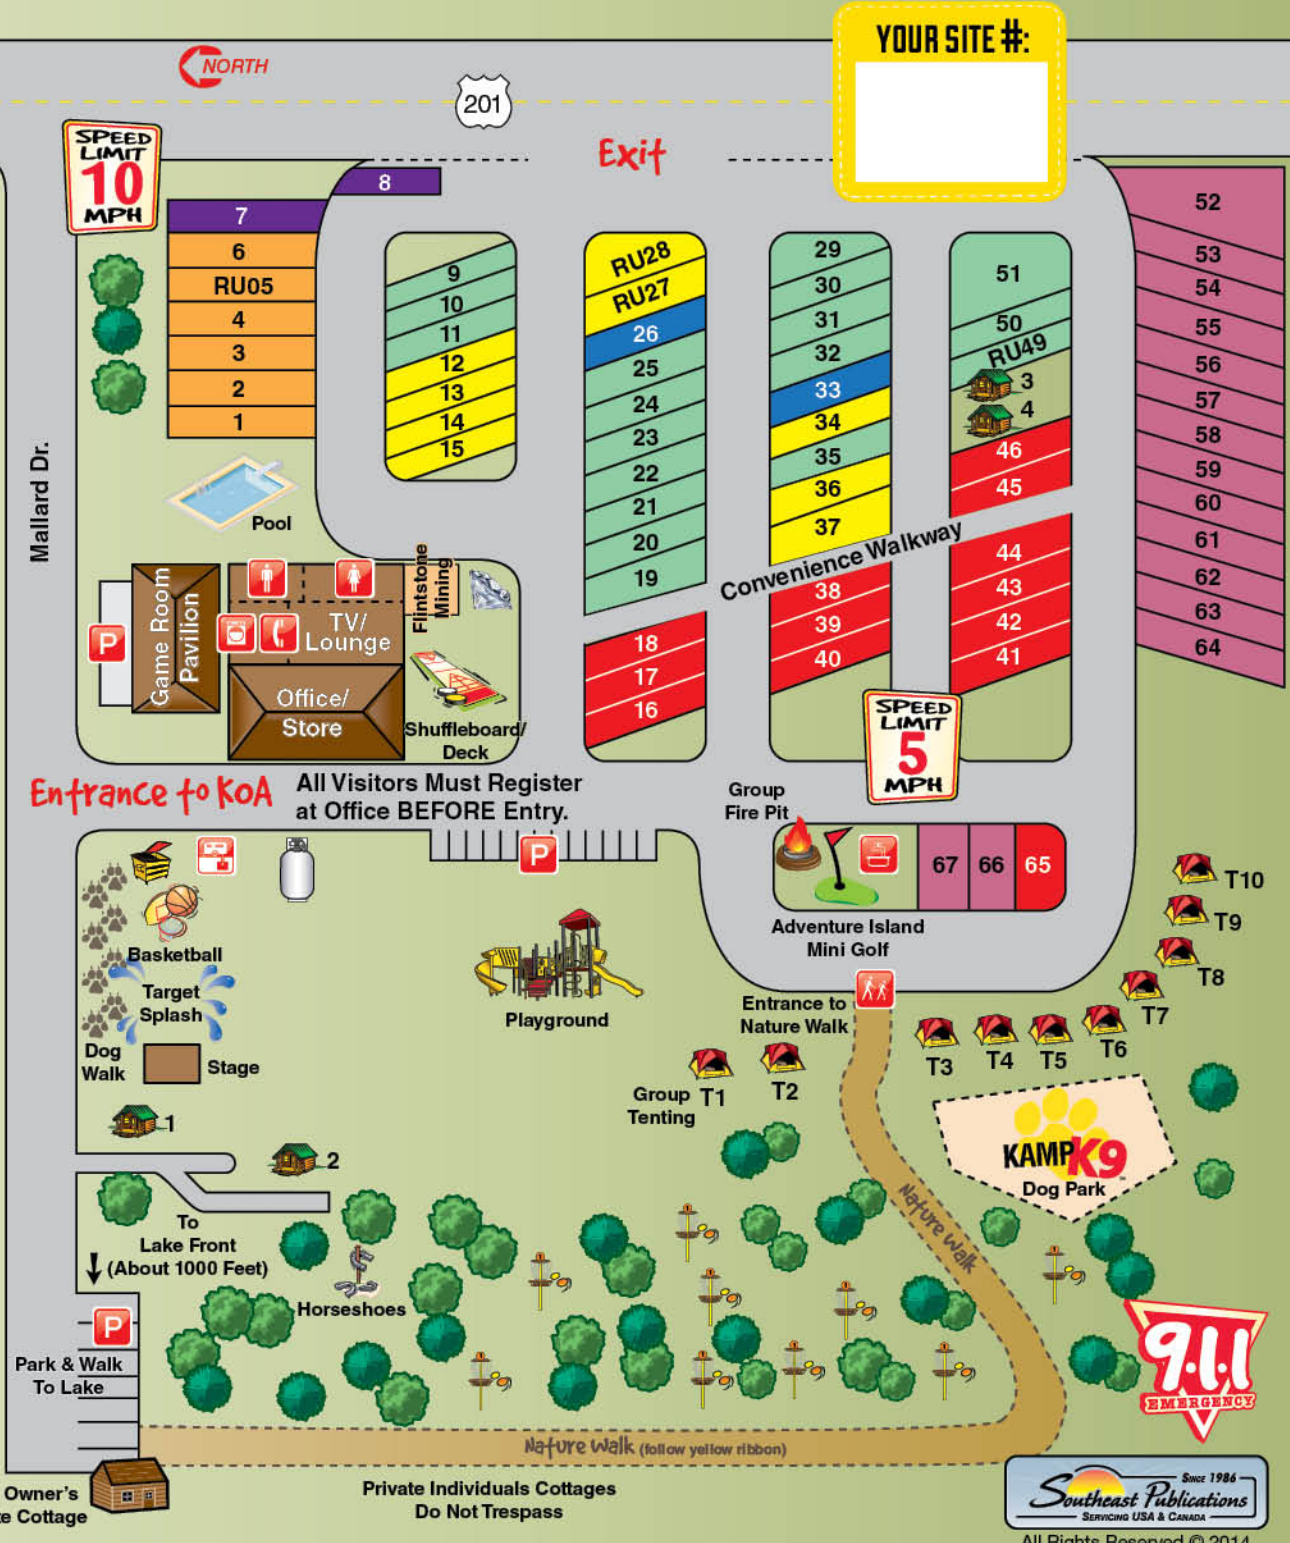 YOUR SITE #:
NORTH
201
SPEED
LIMIT
10
MPH
Exit
8
7
6
RU05
4
3
2
1
9
10
11
12
13
14
15
RU28
RU27
26
25
24
23
22
21
20
19
18
17
16
29
30
31
32
33
34
35
36
37
Convenience Walkway
38
39
40
51
50
RU49
3
4
46
45
44
43
42
41
52
53
54
55
56
57
58
59
60
61
62
63
64
Mallard Dr.
Pool
P
Game Room
Pavilion
TV/
Lounge
Office/
Store
Flintstone
Mining
Shuffleboard/
Deck
SPEED
LIMIT
5
MPH
Entrance to KOA
All Visitors Must Register
at Office BEFORE Entry.
P
Group
Fire Pit
67
66
65
Adventure Island
Mini Golf
T10
T9
T8
T7
T6
T5
T4
T3
Basketball
Target
Splash
Dog
Walk
Stage
Playground
Entrance to
Nature Walk
Group
Tenting
T1
T2
1
2
KAMPK9
Dog Park
To
Lake Front
(About 1000 Feet)
Horseshoes
Nature Walk
P
Park & Walk
To Lake
9-1-1
EMERGENCY
Nature Walk (follow yellow ribbon)
Owner's
te Cottage
Private Individuals Cottages
Do Not Trespass
SINCE 1986
Southeast Publications
SERVICING USA & CANADA
All Rights Reserved © 2014